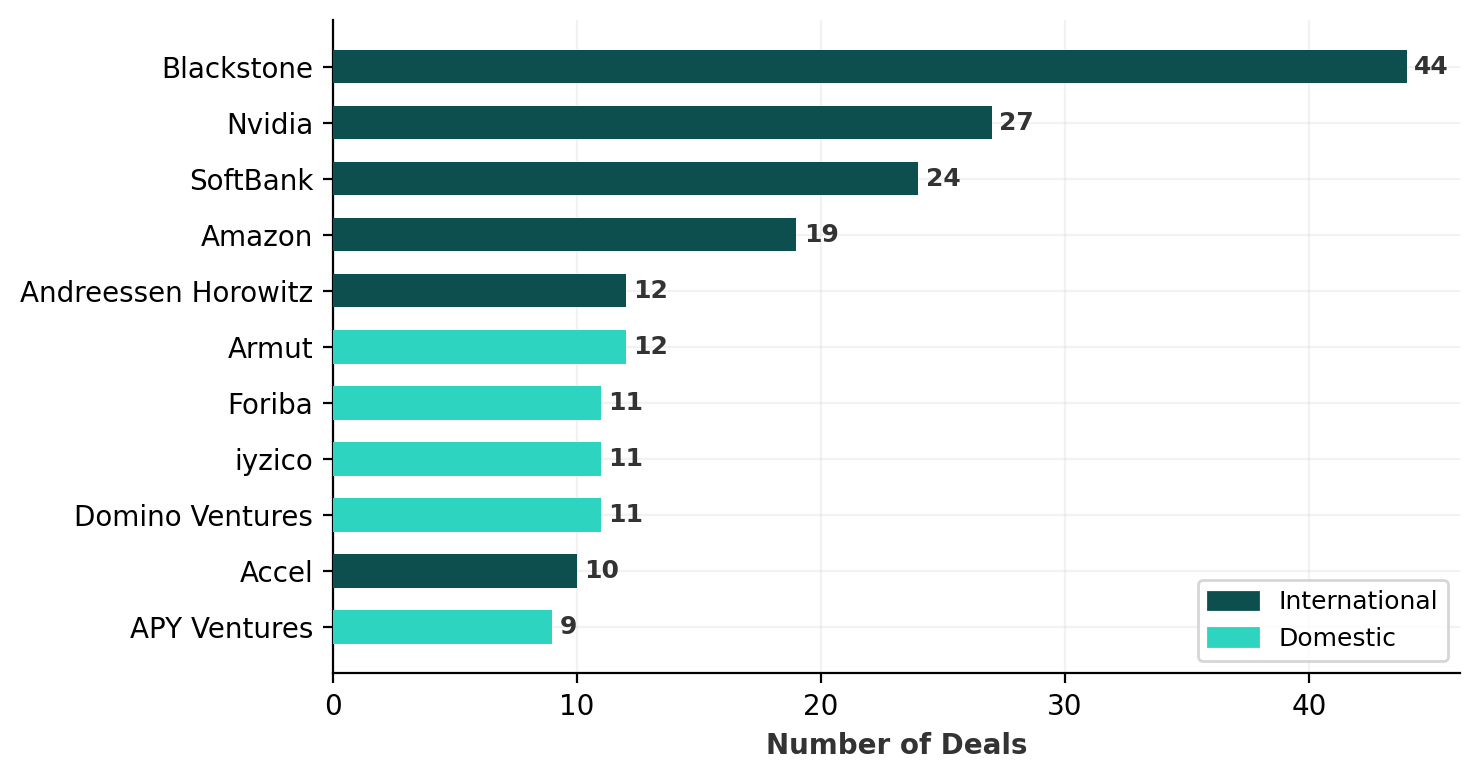 Blackstone 44
Nvidia 27
SoftBank 24
Amazon 19
Andreessen Horowitz 12
Armut 12
Foriba 11
iyzico 11
Domino Ventures 11
Accel 10
APY Ventures 9
International
Domestic
0 10 20 30 40
Number of Deals